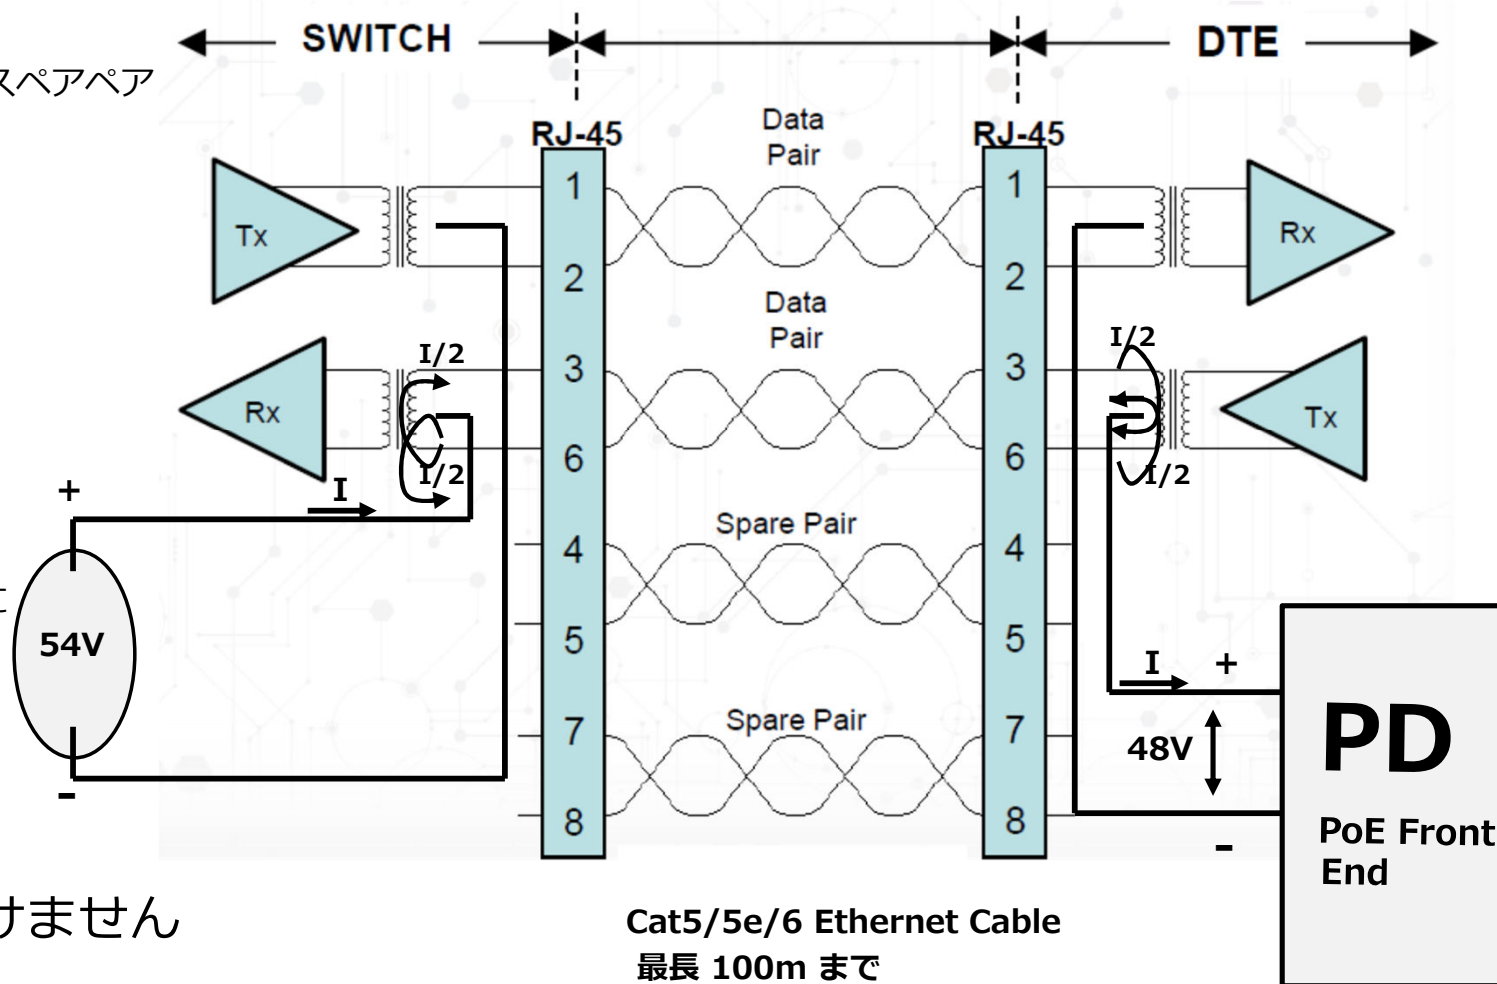 SWITCH
DTE
スペアペア
RJ-45
Data
Pair
RJ-45
1
1
Tx
Rx
2
2
Data
Pair
I/2
I/2
3
3
Rx
Tx
6
6
I/2
I/2
+
I
Spare Pair
4
4
に
54V
5
5
I
+
Spare Pair
7
7
48V
PD
-
8
8
PoE Front
End
-
けません
Cat5/5e/6 Ethernet Cable
最長 100m まで